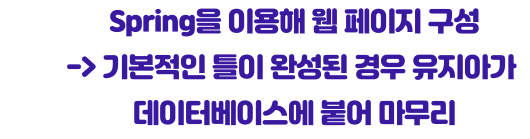 Spring을 이용해 웹 페이지 구성
-> 기본적인 틀이 완성된 경우 유지아가
데이터베이스에 붙어 마무리